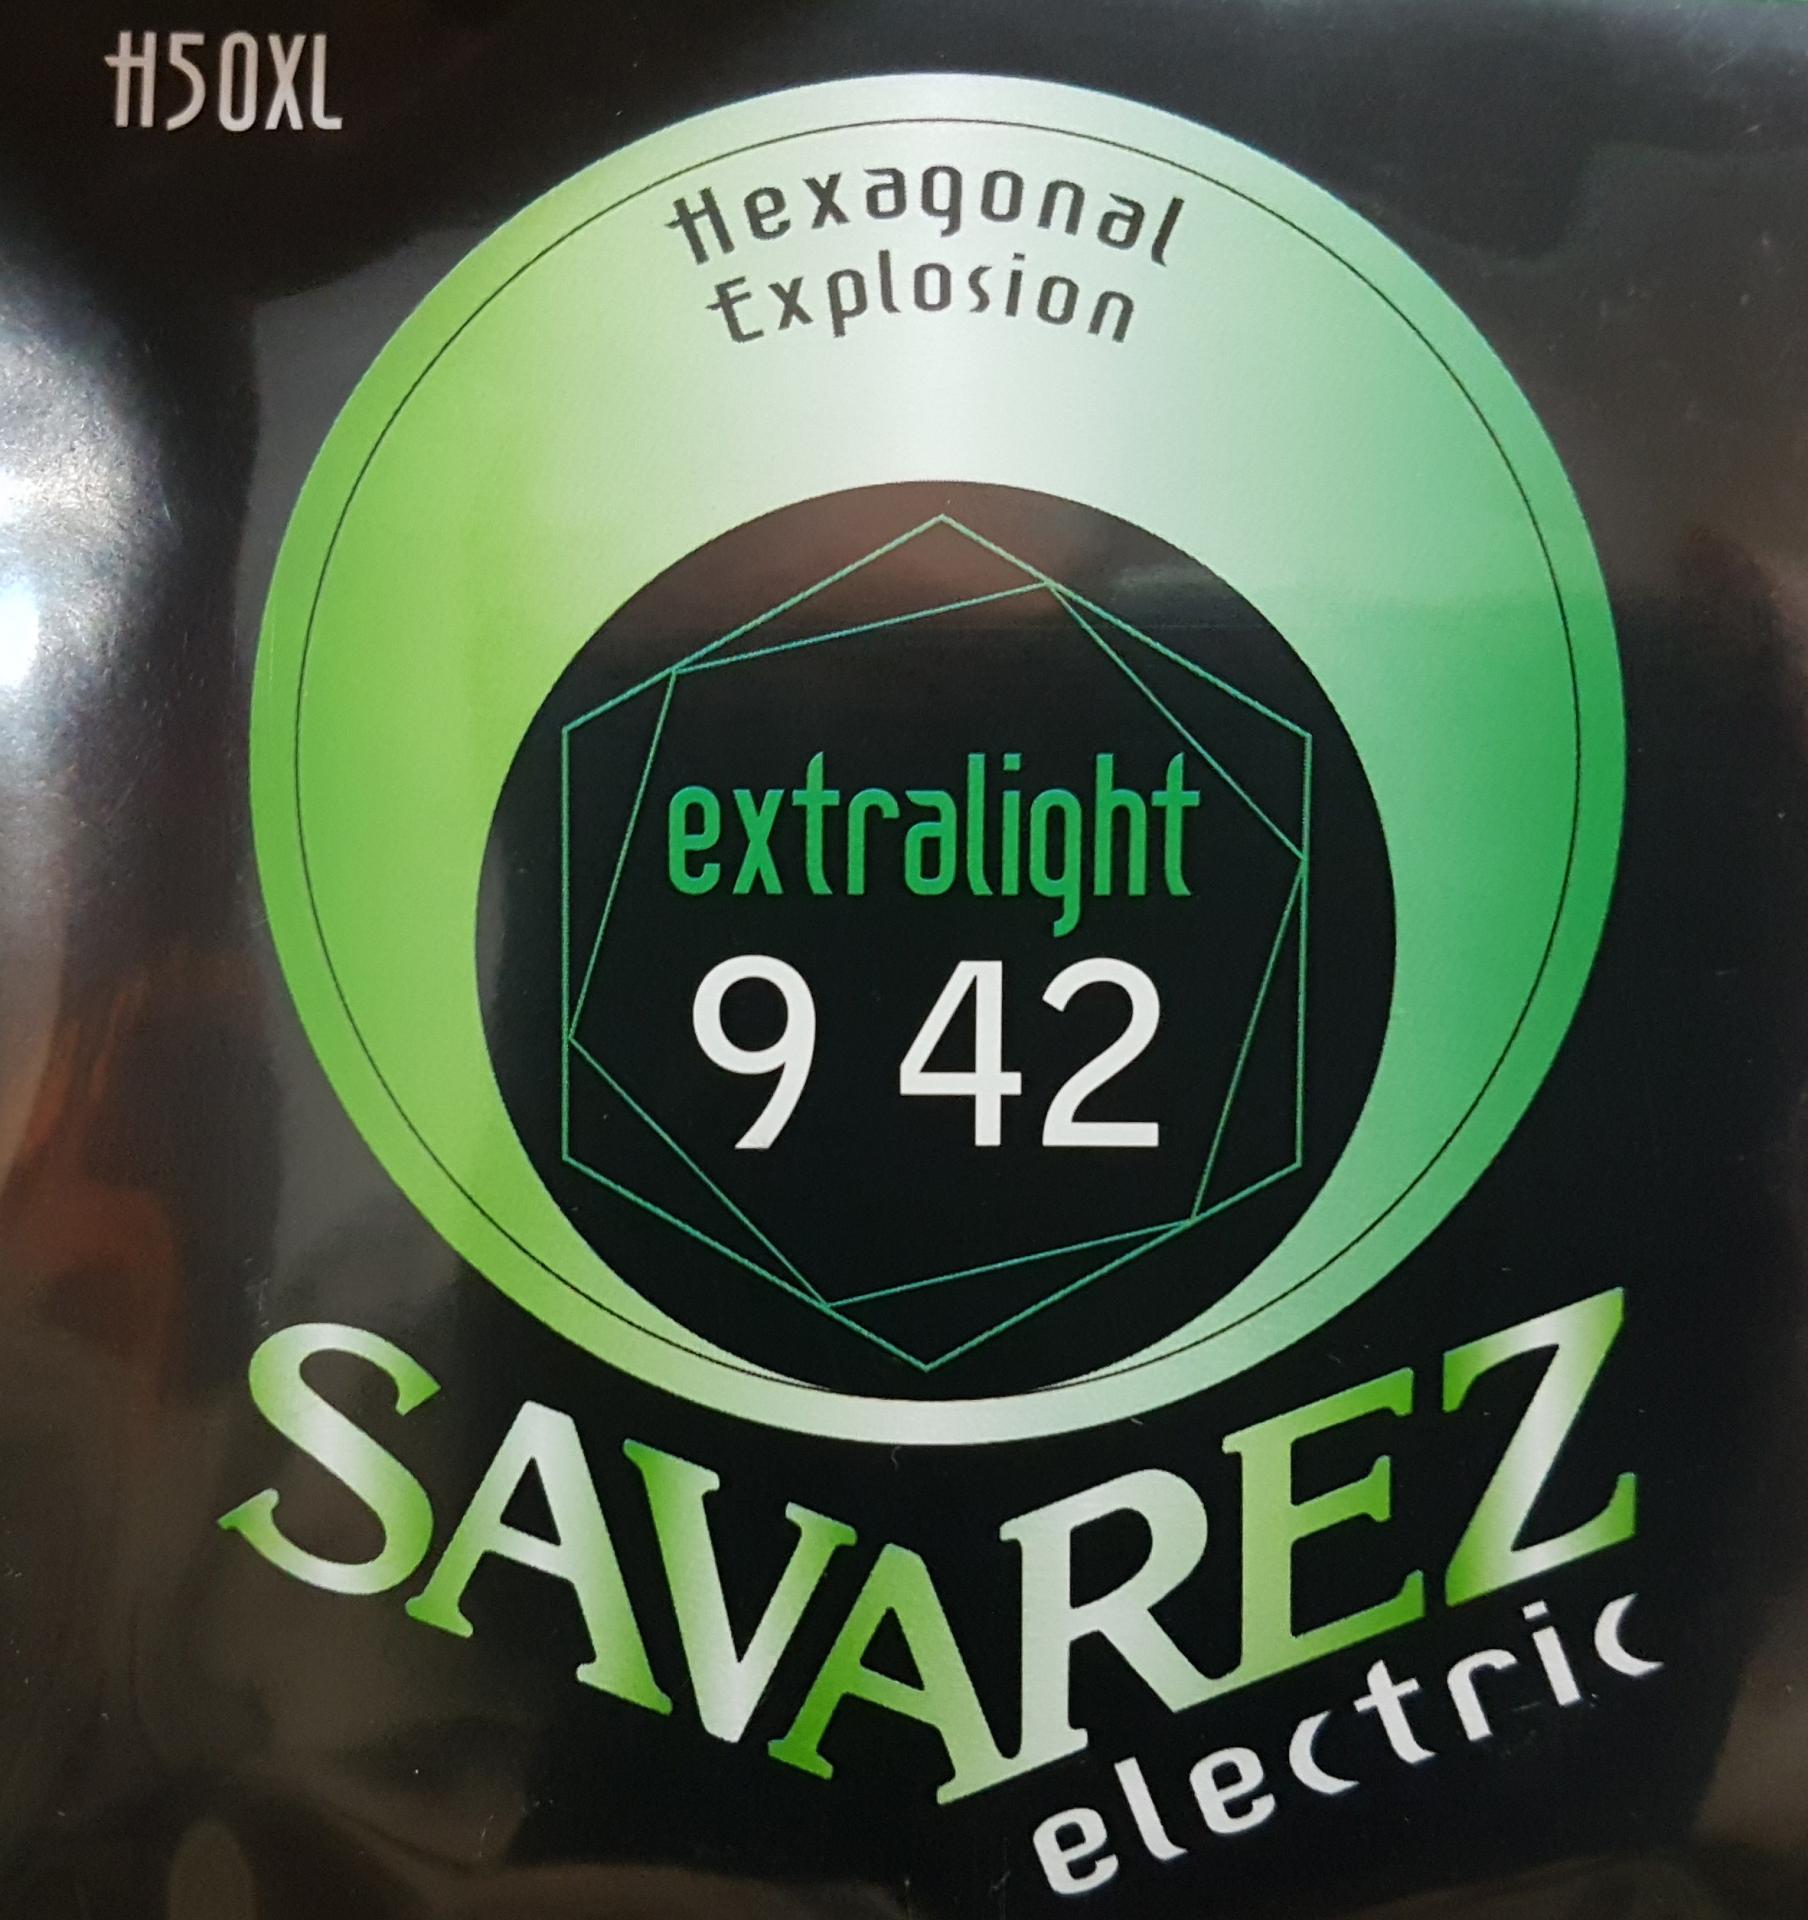 H50XL
Hexagonal
Explosion
extralight
9 42
SAVAREZ
electric